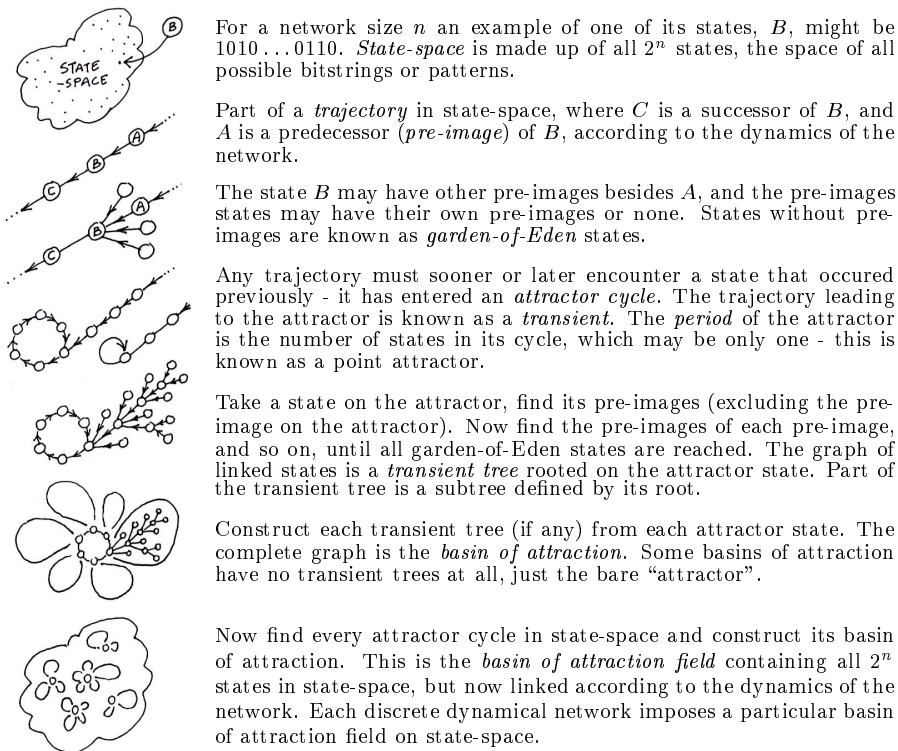 STATE
-SPACE
B
For a network size n an example of one of its states, B, might be
1010...0110. State-space is made up of all 2^n states, the space of all
possible bitstrings or patterns.
A
B
C
Part of a trajectory in state-space, where C is a successor of B, and
A is a predecessor (pre-image) of B, according to the dynamics of the
network.
A
B
C
The state B may have other pre-images besides A, and the pre-images
states may have their own pre-images or none. States without pre-
images are known as garden-of-Eden states.
Any trajectory must sooner or later encounter a state that occured
previously - it has entered an attractor cycle. The trajectory leading
to the attractor is known as a transient. The period of the attractor
is the number of states in its cycle, which may be only one - this is
known as a point attractor.
Take a state on the attractor, find its pre-images (excluding the pre-
image on the attractor). Now find the pre-images of each pre-image,
and so on, until all garden-of-Eden states are reached. The graph of
linked states is a transient tree rooted on the attractor state. Part of
the transient tree is a subtree defined by its root.
Construct each transient tree (if any) from each attractor state. The
complete graph is the basin of attraction. Some basins of attraction
have no transient trees at all, just the bare “attractor”.
Now find every attractor cycle in state-space and construct its basin
of attraction. This is the basin of attraction field containing all 2^n
states in state-space, but now linked according to the dynamics of the
network. Each discrete dynamical network imposes a particular basin
of attraction field on state-space.